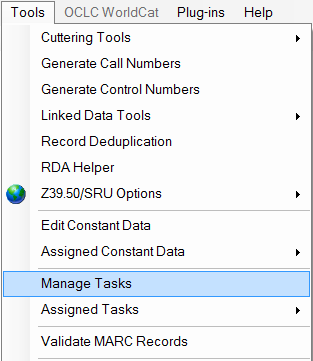 Tools OCLC WorldCat Plug-ins Help
Cuttering Tools
Generate Call Numbers
Generate Control Numbers
Linked Data Tools
Record Deduplication
RDA Helper
Z39.50/SRU Options
Edit Constant Data
Assigned Constant Data
Manage Tasks
Assigned Tasks
Validate MARC Records